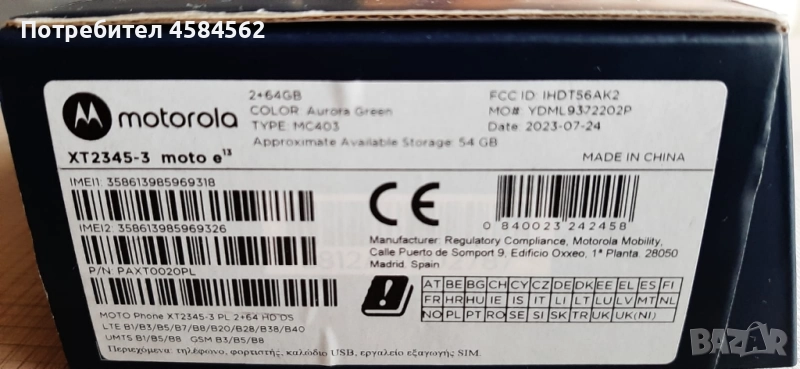 Потребител 4584562
2+64GB
COLOR: Aurora Green
TYPE: MC403
Approximate Available Storage: 54 GB
FCC ID: IHDT56AK2
MO#: YDML9372202P
Date: 2023-07-24
motorola
XT2345-3 moto e13
MADE IN CHINA
IMEI1: 358613985969318
IMEI2: 358613985969326
P/N: PAXT0020PL
CE
0 840023 242458
Manufacturer: Regulatory Compliance, Motorola Mobility,
Calle Puerto de Somport 9, Edificio Oxxeo, 1ª Planta. 28050
Madrid. Spain
AT BE BG CH CY CZ DE EE EL ES FI
FR HR HU IE IS IT LI LT LU LV MT NL
NO PL PT RO SE SI SK TR UK UK(NI)
MOTO Phone XT2345-3 PL 2+64 HD DS
LTE B1/B3/B5/B7/B8/B20/B28/B38/B40
UMTS B1/B5/B8 GSM B3/B5/B8
Περιεχόμενα: τηλέφωνο, φορτιστής, καλώδιο USB, εργαλείο εξαγωγής SIM.
BAZAR